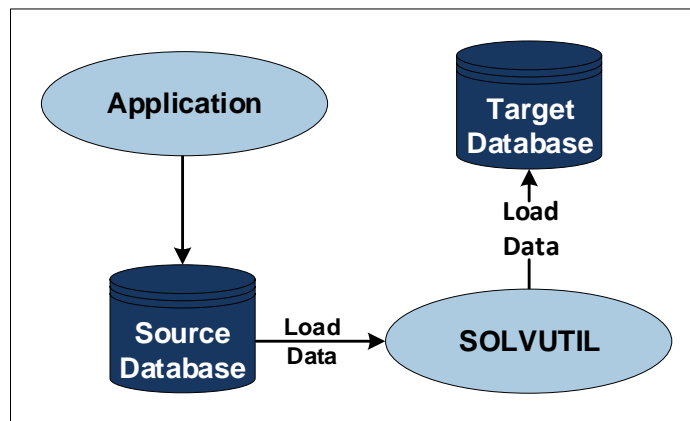 Application
Target
Database
Load
Data
Source
Database
Load
Data
SOLVUTIL